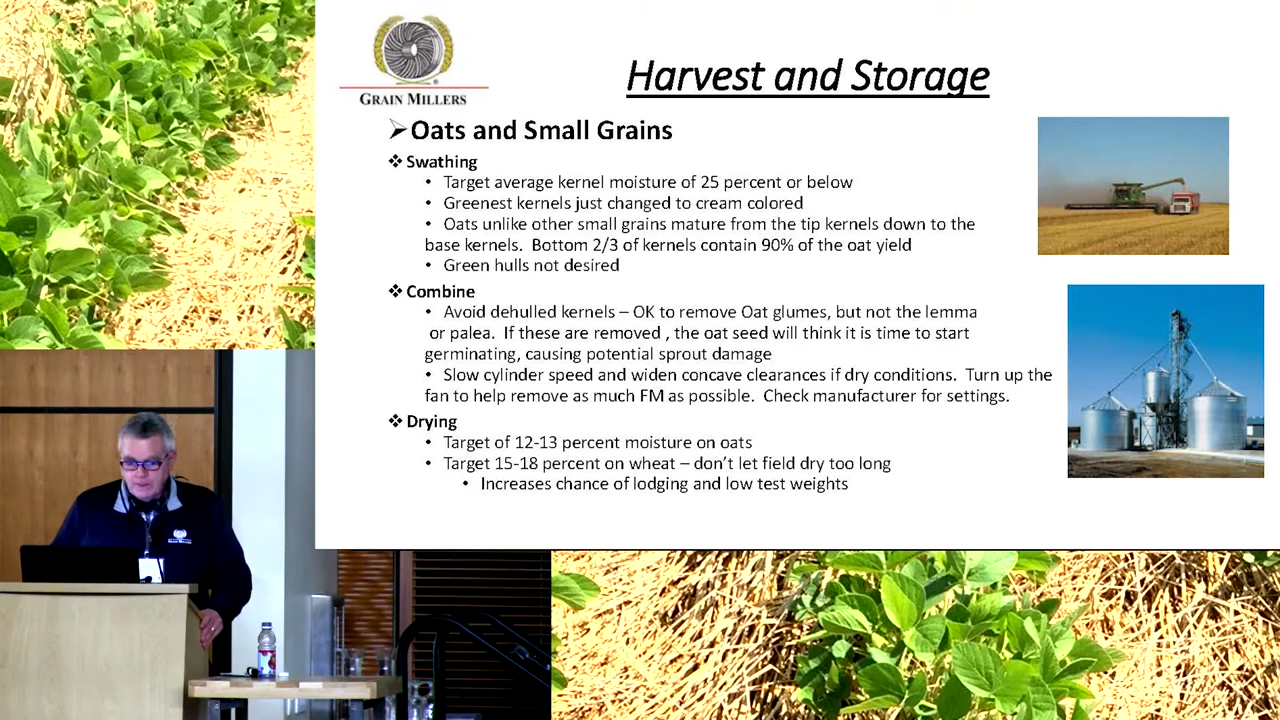 GRAIN MILLERS
Harvest and Storage
➢Oats and Small Grains
❖ Swathing
• Target average kernel moisture of 25 percent or below
• Greenest kernels just changed to cream colored
• Oats unlike other small grains mature from the tip kernels down to the
base kernels. Bottom 2/3 of kernels contain 90% of the oat yield
• Green hulls not desired
❖ Combine
• Avoid dehulled kernels – OK to remove Oat glumes, but not the lemma
or palea. If these are removed , the oat seed will think it is time to start
germinating, causing potential sprout damage
• Slow cylinder speed and widen concave clearances if dry conditions. Turn up the
fan to help remove as much FM as possible. Check manufacturer for settings.
❖ Drying
• Target of 12-13 percent moisture on oats
• Target 15-18 percent on wheat – don't let field dry too long
• Increases chance of lodging and low test weights